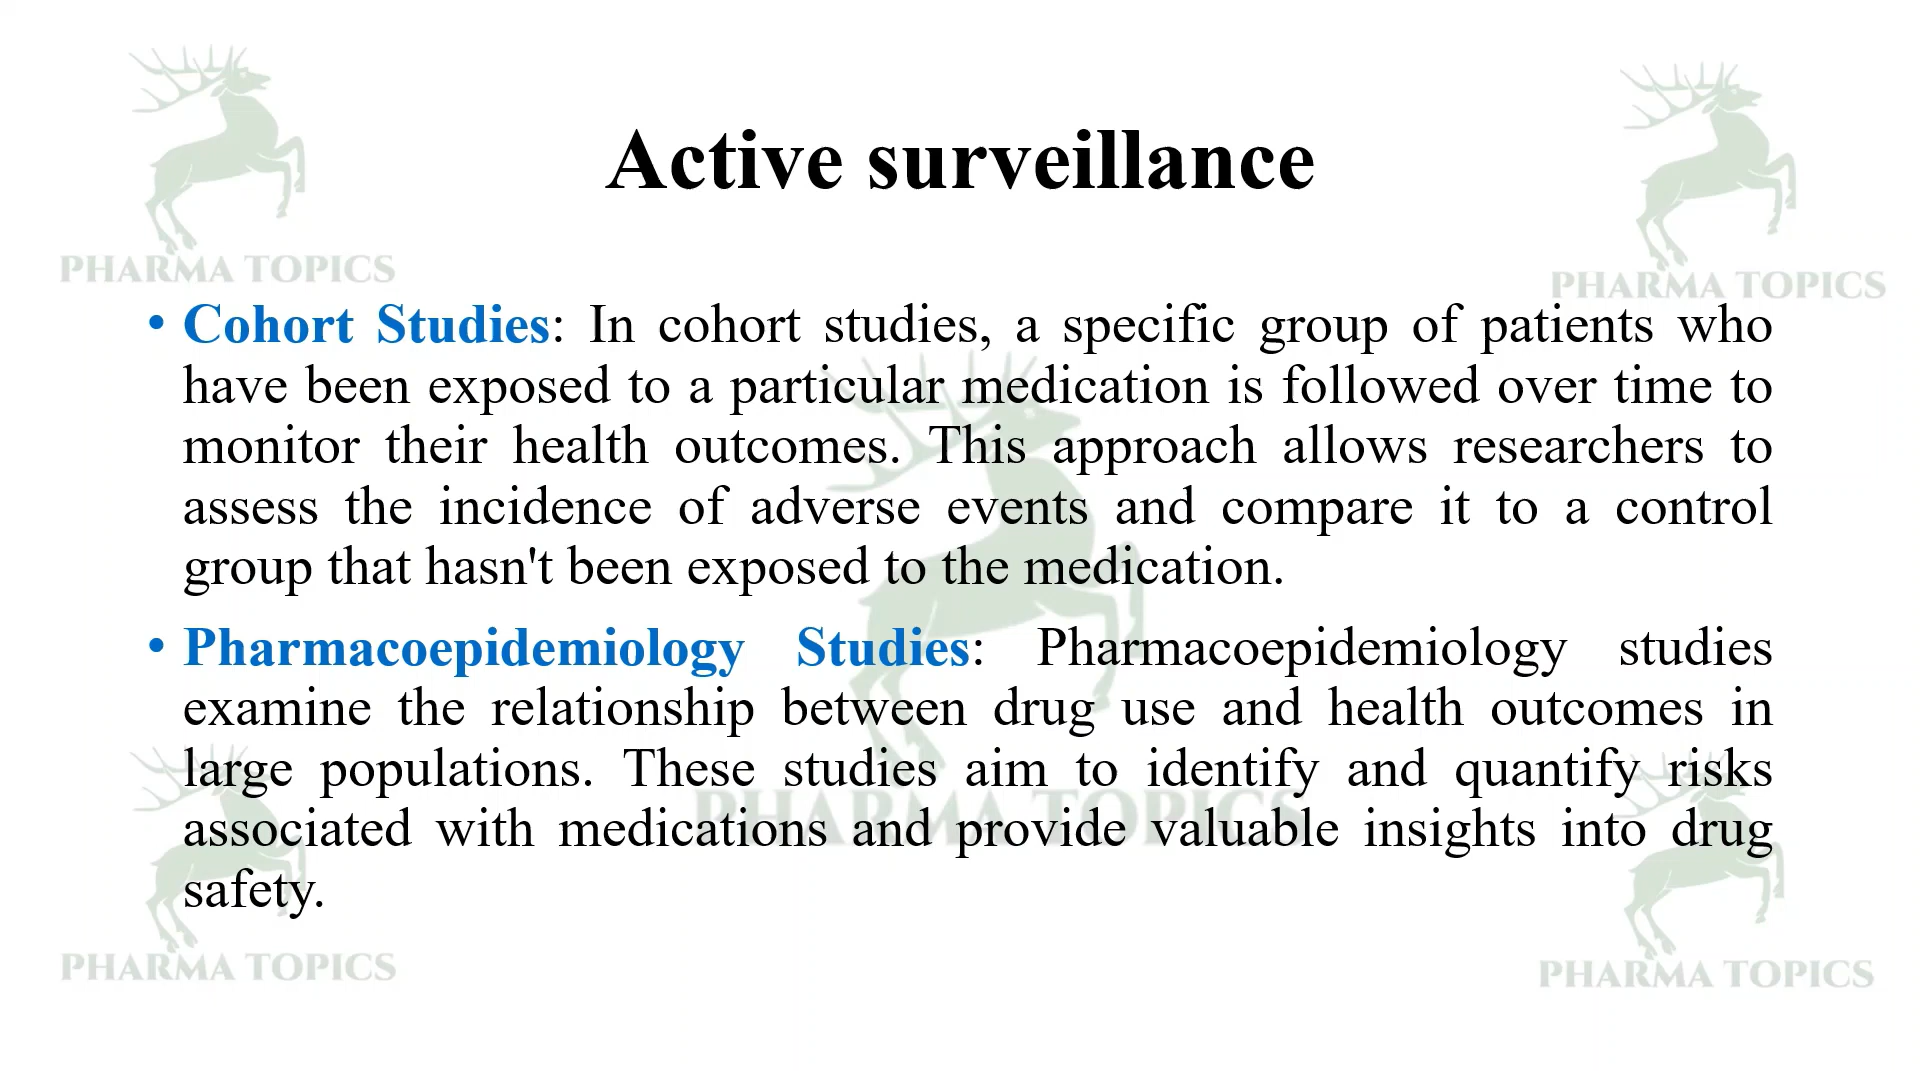 Active surveillance
PHARMA TOPICS
PHARMA TOPICS
• Cohort Studies: In cohort studies, a specific group of patients who
have been exposed to a particular medication is followed over time to
monitor their health outcomes. This approach allows researchers to
assess the incidence of adverse events and compare it to a control
group that hasn't been exposed to the medication.
• Pharmacoepidemiology Studies: Pharmacoepidemiology studies
examine the relationship between drug use and health outcomes in
large populations. These studies aim to identify and quantify risks
PHARMA TOPICS
associated with medications and provide valuable insights into drug
safety.
PHARMA TOPICS
PHARMA TOPICS